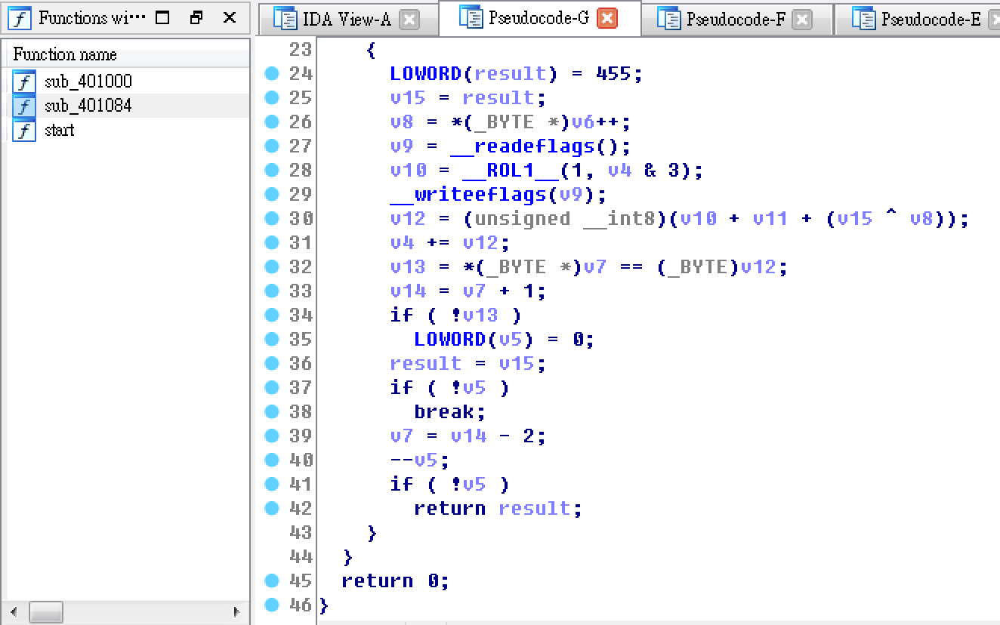 Functions wi···
IDA View-A
Pseudocode-G
Pseudocode-F
Pseudocode-E
Function name
sub_401000
sub_401084
start
23 {
24 LOWORD(result) = 455;
25 v15 = result;
26 v8 = *(_BYTE *)v6++;
27 v9 = __readeflags();
28 v10 = __ROL1__(1, v4 & 3);
29 __writeeflags(v9);
30 v12 = (unsigned __int8)(v10 + v11 + (v15 ^ v8));
31 v4 += v12;
32 v13 = *(_BYTE *)v7 == (_BYTE)v12;
33 v14 = v7 + 1;
34 if ( !v13 )
35 LOWORD(v5) = 0;
36 result = v15;
37 if ( !v5 )
38 break;
39 v7 = v14 - 2;
40 --v5;
41 if ( !v5 )
42 return result;
43 }
44 }
45 return 0;
46 }